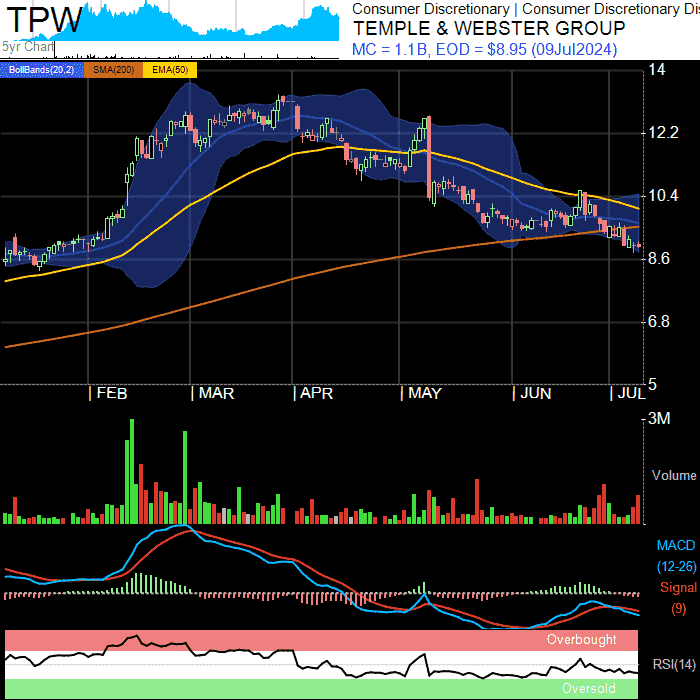 TPW
5yr Chart
Consumer Discretionary | Consumer Discretionary Dis
TEMPLE & WEBSTER GROUP
MC = 1.1B, EOD = $8.95 (09Jul2024)
BollBands(20,2) SMA(200) EMA(50)
14
12.2
10.4
8.6
6.8
5
FEB MAR APR MAY JUN JUL
3M
Volume
MACD
(12-26)
Signal
(9)
Overbought
RSI(14)
Oversold